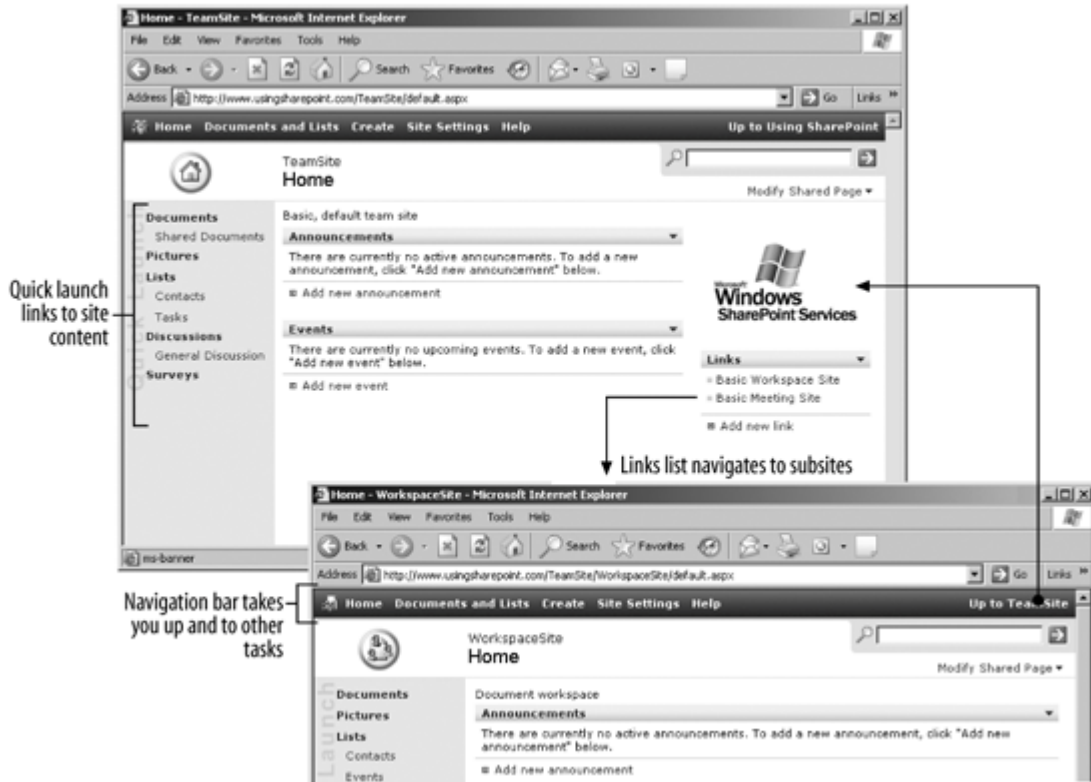 Home - TeamSite - Microsoft Internet Explorer
File Edit View Favorites Tools Help
Back Search Favorites
Address http://www.usingsharepoint.com/TeamSite/default.aspx Go Links »
Home Documents and Lists Create Site Settings Help Up to Using SharePoint
TeamSite
Home
Modify Shared Page
Documents
Shared Documents
Pictures
Lists
Contacts
Tasks
Discussions
General Discussion
Surveys
Basic, default team site
Announcements
There are currently no active announcements. To add a new
announcement, click "Add new announcement" below.
Add new announcement
Events
There are currently no upcoming events. To add a new event, click
"Add new event" below.
Add new event
Microsoft
Windows
SharePoint Services
Links
Basic Workspace Site
Basic Meeting Site
Add new link
Quick launch
links to site
content
Links list navigates to subsites
ms-banner
Home - WorkspaceSite - Microsoft Internet Explorer
File Edit View Favorites Tools Help
Back Search Favorites
Address http://www.usingsharepoint.com/TeamSite/WorkspaceSite/default.aspx Go Links »
Navigation bar takes
you up and to other
tasks
Home Documents and Lists Create Site Settings Help Up to TeamSite
WorkspaceSite
Home
Modify Shared Page
Launch
Documents
Pictures
Lists
Contacts
Events
Document workspace
Announcements
There are currently no active announcements. To add a new announcement, click "Add new
announcement" below.
Add new announcement